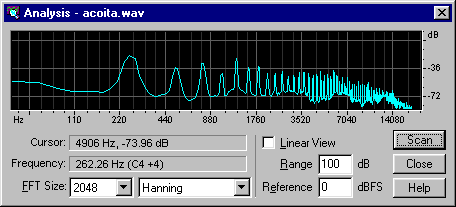 Analysis - acoita.wav
dB
-36
-72
Hz 110 220 440 880 1760 3520 7040 14080
Cursor: 4906 Hz, -73.96 dB
Linear View
Scan
Frequency: 262.26 Hz (C4 +4)
Range 100 dB
Close
FFT Size: 2048 Hanning
Reference 0 dBFS
Help